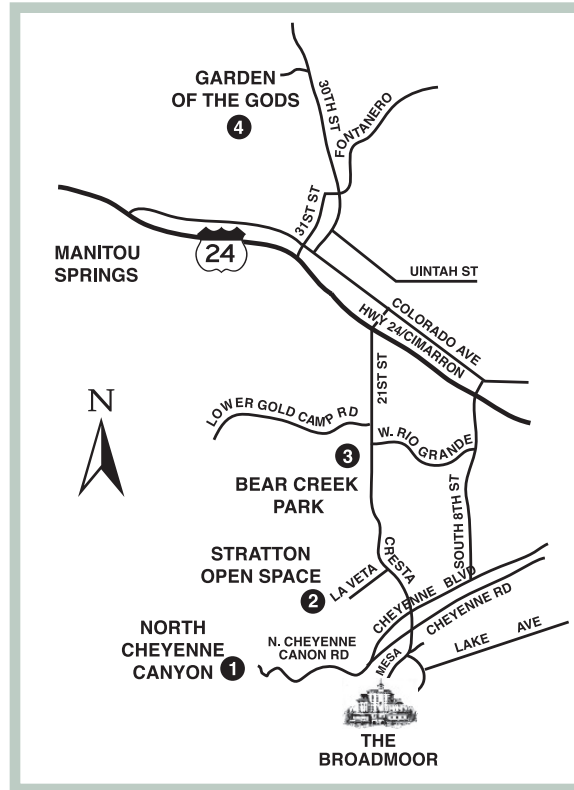 GARDEN
OF THE GODS
4
30TH ST
FONTANERO
31ST ST
24
MANITOU
SPRINGS
UINTAH ST
COLORADO AVE
HWY 24/CIMARRON
21ST ST
N
LOWER GOLD CAMP RD
W. RIO GRANDE
3
BEAR CREEK
PARK
SOUTH 8TH ST
STRATTON
OPEN SPACE
2
LA VETA
CRESTA
CHEYENNE BLVD
CHEYENNE RD
NORTH
CHEYENNE
CANYON
1
N. CHEYENNE
CANON RD
MESA
LAKE AVE
THE
BROADMOOR